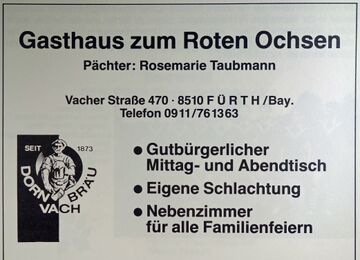 Gasthaus zum Roten Ochsen
Pächter: Rosemarie Taubmann
Vacher Straße 470 · 8510 FÜRTH/Bay.
Telefon 0911/761363
SEIT 1873
DORN BRÄU
VACH
● Gutbürgerlicher
Mittag- und Abendtisch
● Eigene Schlachtung
● Nebenzimmer
für alle Familienfeiern